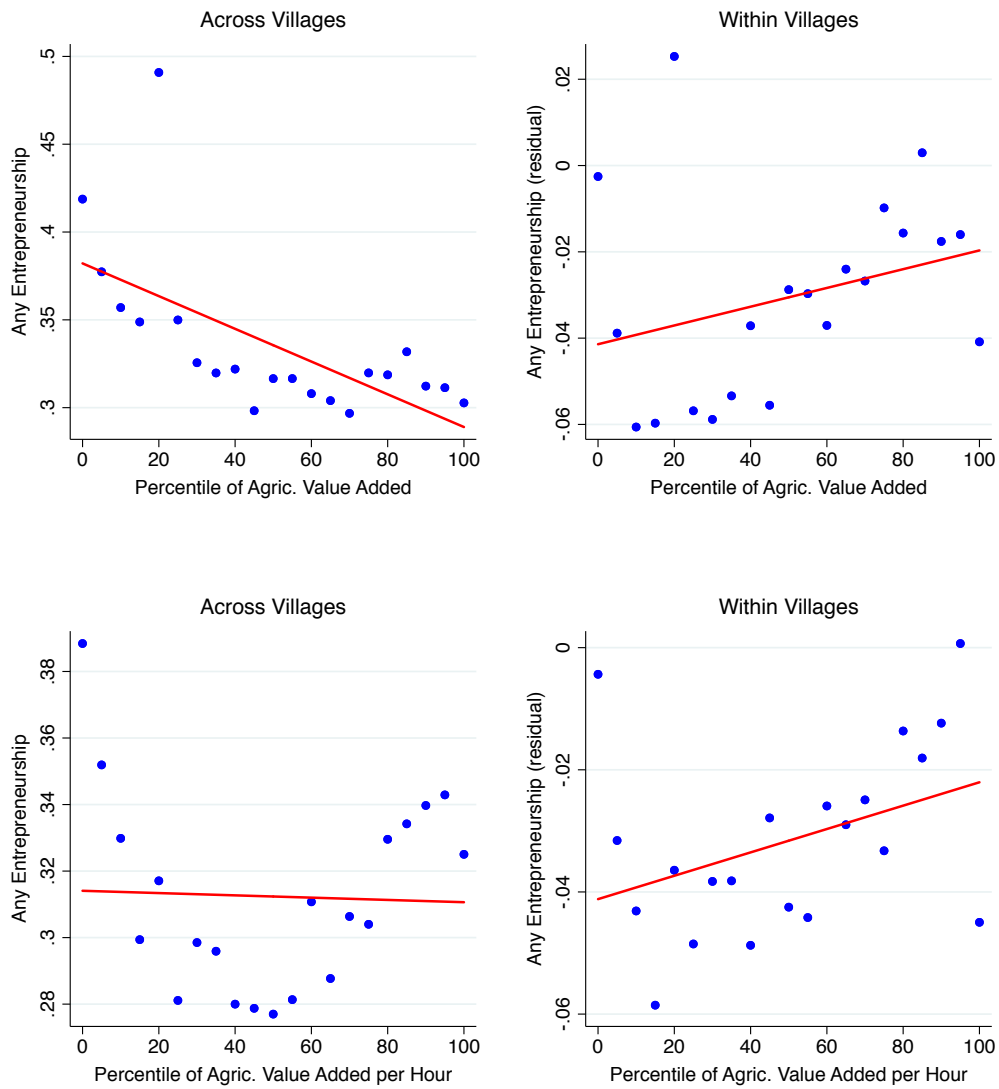 Across Villages
.5
.45
.4
.35
.3
Any Entrepreneurship
0 20 40 60 80 100
Percentile of Agric. Value Added
Within Villages
.02
0
-.02
-.04
-.06
Any Entrepreneurship (residual)
0 20 40 60 80 100
Percentile of Agric. Value Added
Across Villages
.38
.36
.34
.32
.3
.28
Any Entrepreneurship
0 20 40 60 80 100
Percentile of Agric. Value Added per Hour
Within Villages
0
-.02
-.04
-.06
Any Entrepreneurship (residual)
0 20 40 60 80 100
Percentile of Agric. Value Added per Hour